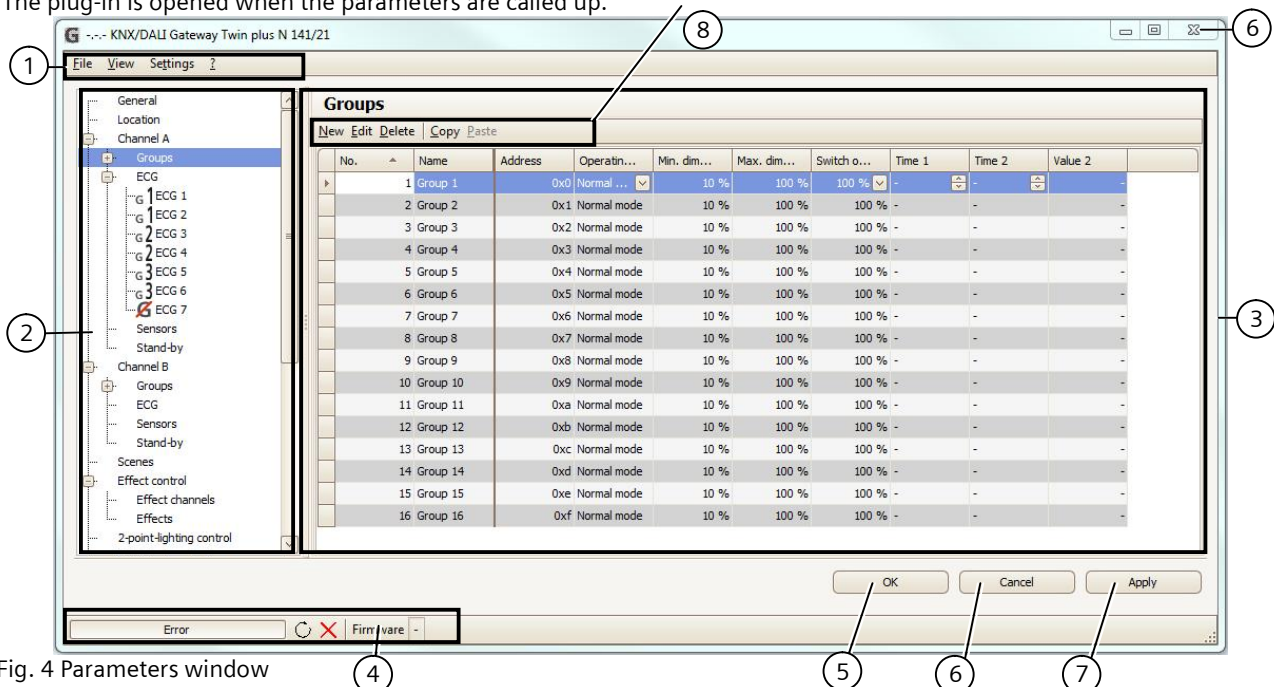 The plug-in is opened when the parameters are called up.
8
-.-.- KNX/DALI Gateway Twin plus N 141/21
6
1
File View Settings ?
General
Location
Channel A
Groups
ECG
G 1 ECG 1
G 1 ECG 2
G 2 ECG 3
G 2 ECG 4
G 3 ECG 5
G 3 ECG 6
G ECG 7
Sensors
Stand-by
Channel B
Groups
ECG
Sensors
Stand-by
Scenes
Effect control
Effect channels
Effects
2-point-lighting control
2
Groups
New Edit Delete Copy Paste
No. Name Address Operatin... Min. dim... Max. dim... Switch o... Time 1 Time 2 Value 2
1 Group 1 0x0 Normal ... 10 % 100 % 100 % - - -
2 Group 2 0x1 Normal mode 10 % 100 % 100 % - - -
3 Group 3 0x2 Normal mode 10 % 100 % 100 % - - -
4 Group 4 0x3 Normal mode 10 % 100 % 100 % - - -
5 Group 5 0x4 Normal mode 10 % 100 % 100 % - - -
6 Group 6 0x5 Normal mode 10 % 100 % 100 % - - -
7 Group 7 0x6 Normal mode 10 % 100 % 100 % - - -
8 Group 8 0x7 Normal mode 10 % 100 % 100 % - - -
9 Group 9 0x8 Normal mode 10 % 100 % 100 % - - -
10 Group 10 0x9 Normal mode 10 % 100 % 100 % - - -
11 Group 11 0xa Normal mode 10 % 100 % 100 % - - -
12 Group 12 0xb Normal mode 10 % 100 % 100 % - - -
13 Group 13 0xc Normal mode 10 % 100 % 100 % - - -
14 Group 14 0xd Normal mode 10 % 100 % 100 % - - -
15 Group 15 0xe Normal mode 10 % 100 % 100 % - - -
16 Group 16 0xf Normal mode 10 % 100 % 100 % - - -
3
OK Cancel Apply
Error Firmware -
Fig. 4 Parameters window
4 5 6 7